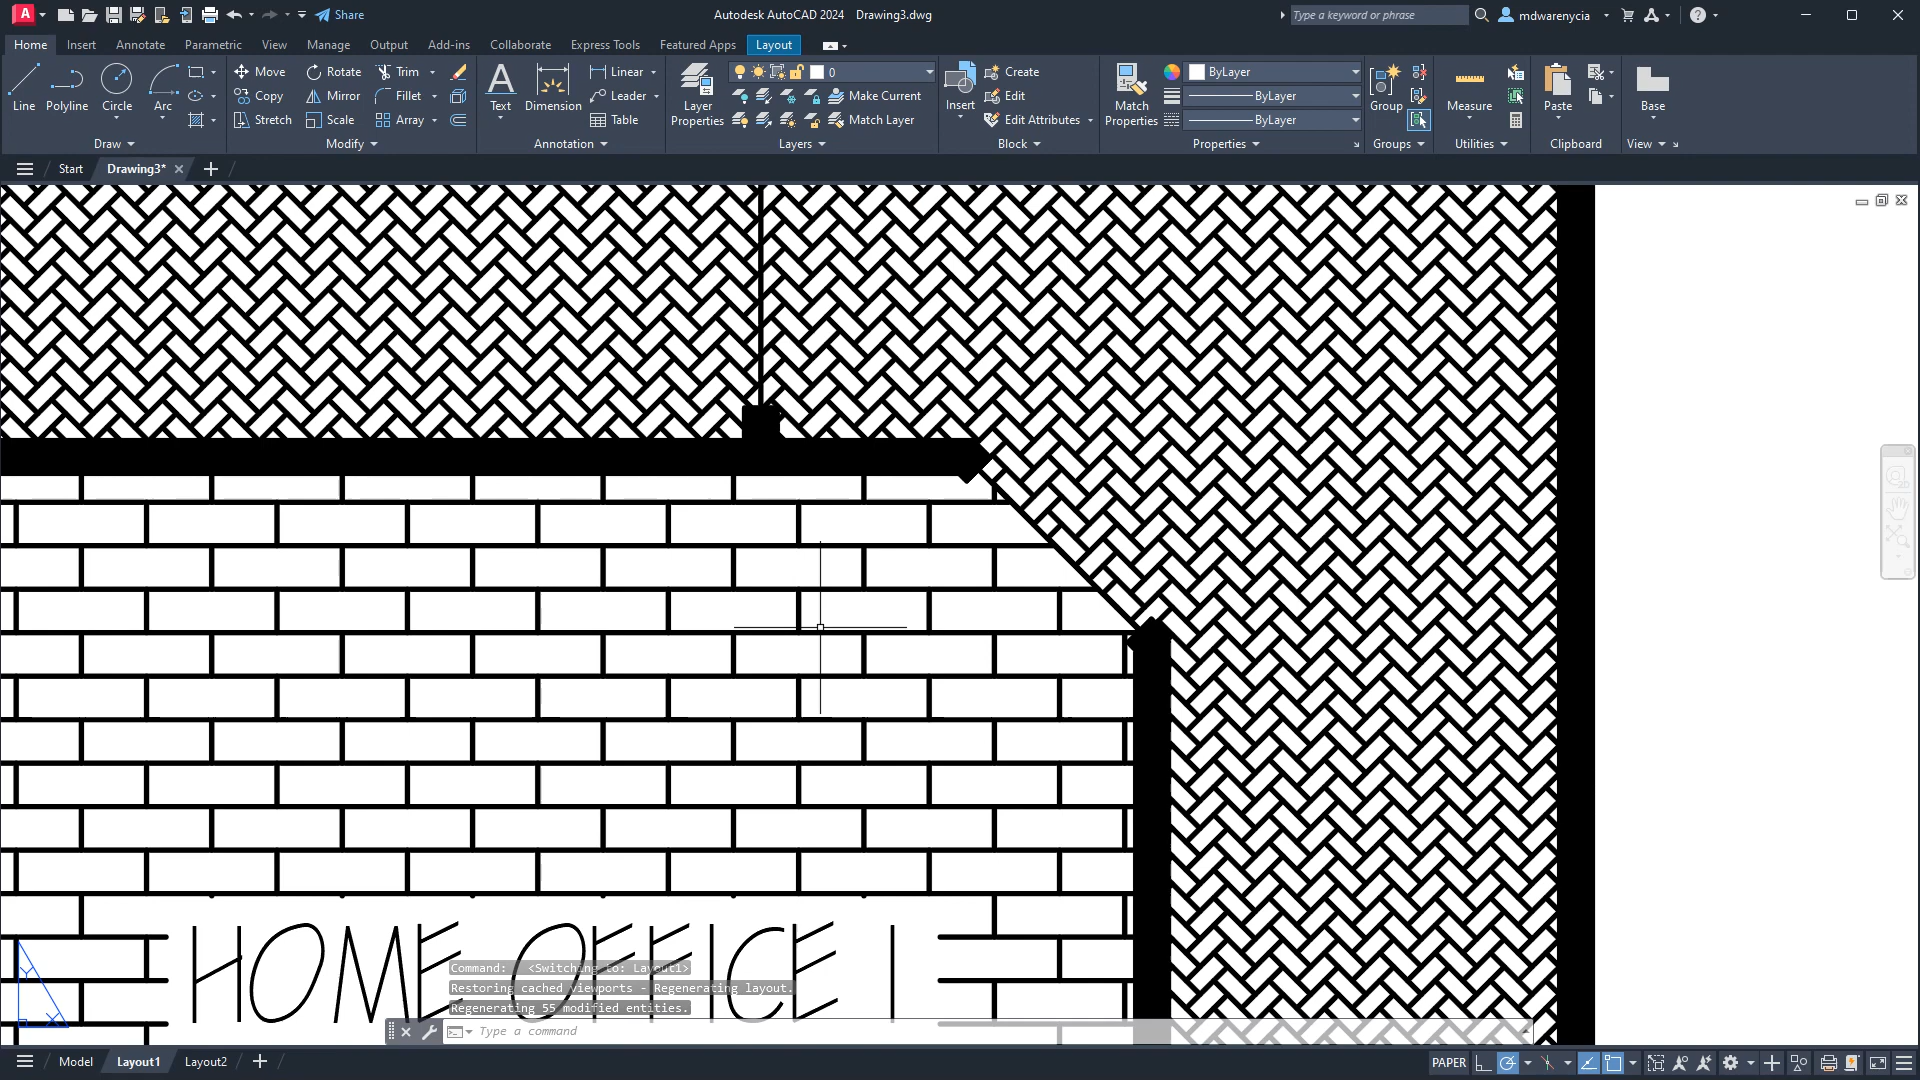 Share
Autodesk AutoCAD 2024 Drawing3.dwg
Type a keyword or phrase
mdwarenycia
Home Insert Annotate Parametric View Manage Output Add-ins Collaborate Express Tools Featured Apps Layout
Line Polyline Circle Arc
Move Rotate Trim
Copy Mirror Fillet
Stretch Scale Array
Text Dimension
Linear
Leader
Table
Layer Properties
0
Make Current
Match Layer
Insert
Create
Edit
Edit Attributes
Match Properties
ByLayer
ByLayer
ByLayer
Group
Measure
Paste
Base
Draw Modify Annotation Layers Block Properties Groups Utilities Clipboard View
Start Drawing3*
HOME OFFICE 1
Y
X
Command: <Switching to: Layout1>
Restoring cached viewports - Regenerating layout.
Regenerating 55 modified entities.
Type a command
Model Layout1 Layout2
PAPER